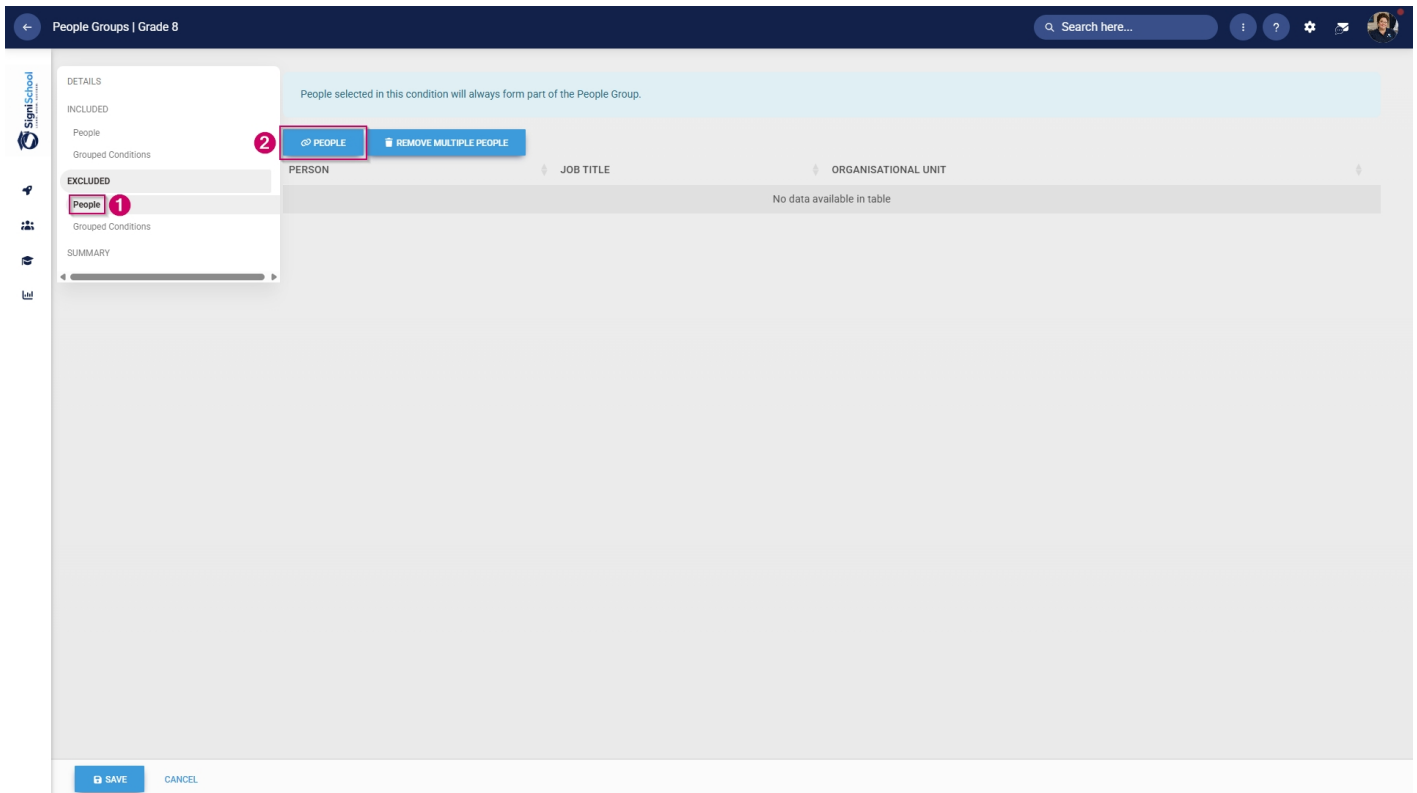 People Groups | Grade 8
Search here...
?
SigniSchool
DETAILS
INCLUDED
People
Grouped Conditions
EXCLUDED
People
1
Grouped Conditions
SUMMARY
People selected in this condition will always form part of the People Group.
2
PEOPLE
REMOVE MULTIPLE PEOPLE
PERSON JOB TITLE ORGANISATIONAL UNIT
No data available in table
SAVE CANCEL